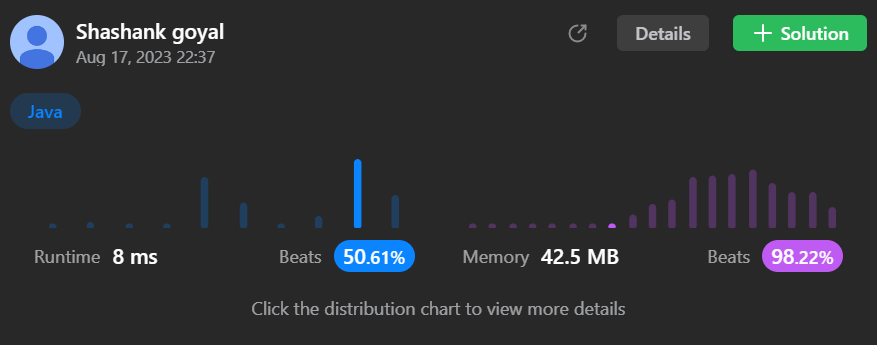 Shashank goyal
Details
Solution
Aug 17, 2023 22:37
Java
Runtime 8 ms Beats 50.61% Memory 42.5 MB Beats 98.22%
Click the distribution chart to view more details